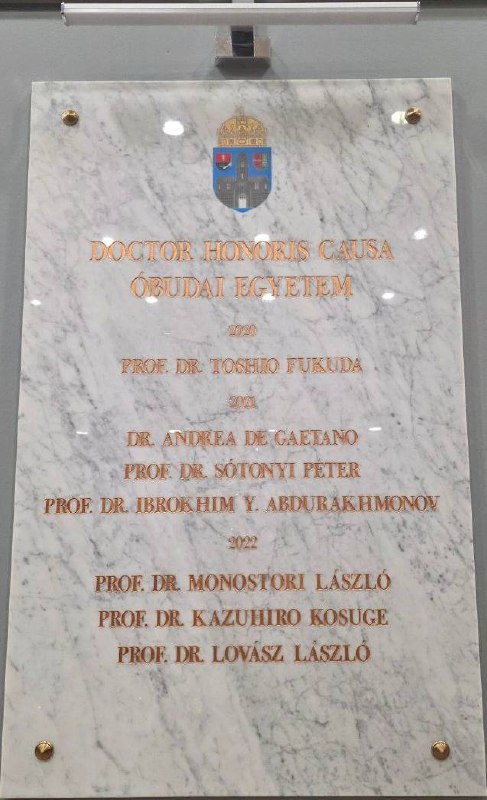 DOCTOR HONORIS CAUSA
ÓBUDAI EGYETEM
2020
PROF. DR. TOSHIO FUKUDA
2021
DR. ANDREA DE GAETANO
PROF. DR. SÓTONYI PÉTER
PROF. DR. IBROKHIM Y. ABDURAKHMONOV
2022
PROF. DR. MONOSTORI LÁSZLÓ
PROF. DR. KAZUHIRO KOSUGE
PROF. DR. LOVÁSZ LÁSZLÓ